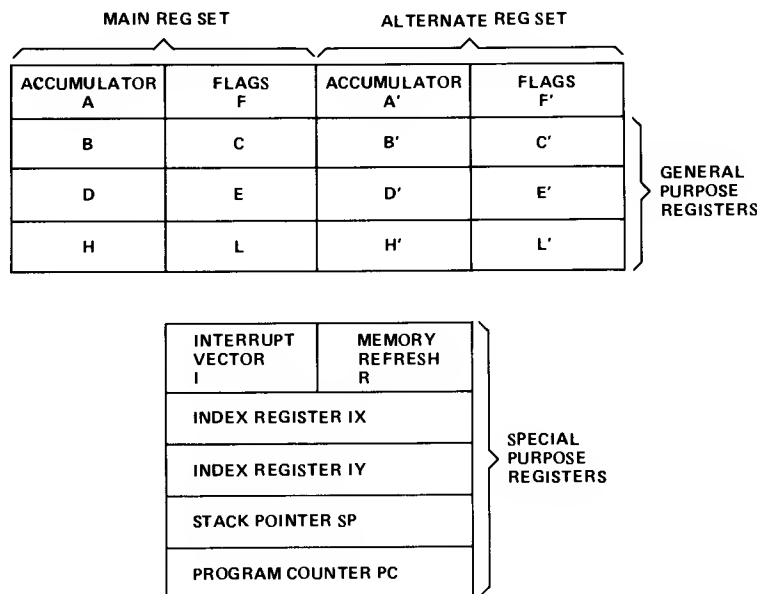 MAIN REG SET
ALTERNATE REG SET
ACCUMULATOR
A
FLAGS
F
ACCUMULATOR
A'
FLAGS
F'
B
C
B'
C'
D
E
D'
E'
H
L
H'
L'
GENERAL
PURPOSE
REGISTERS
INTERRUPT
VECTOR
I
MEMORY
REFRESH
R
INDEX REGISTER IX
INDEX REGISTER IY
STACK POINTER SP
PROGRAM COUNTER PC
SPECIAL
PURPOSE
REGISTERS